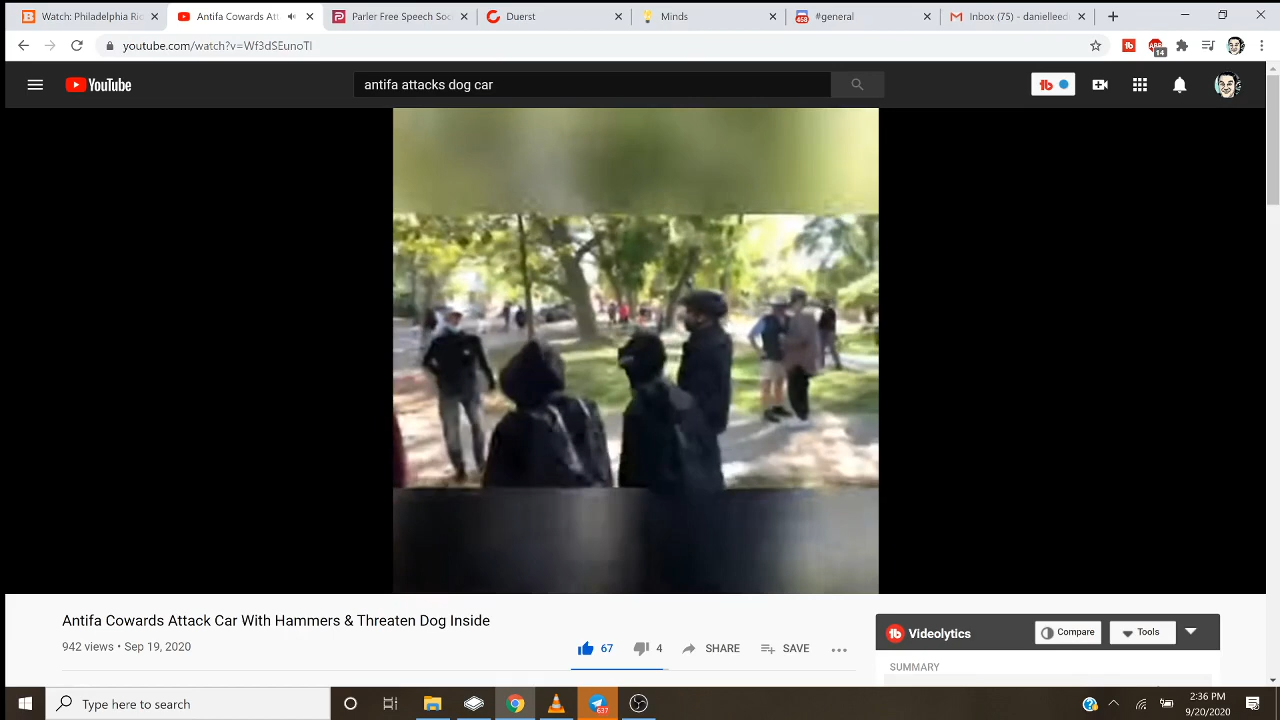 Watch: Philadelphia Ri
Antifa Cowards Att
Parler Free Speech Soc
Duerst
Minds
458
#general
Inbox (75) - danielleed
youtube.com/watch?v=Wf3dSEunoTI
14
YouTube
antifa attacks dog car
Antifa Cowards Attack Car With Hammers & Threaten Dog Inside
942 views • Sep 19, 2020
67
4
SHARE
SAVE
Videolytics
Compare
Tools
SUMMARY
Type here to search
637
2:36 PM
9/20/2020